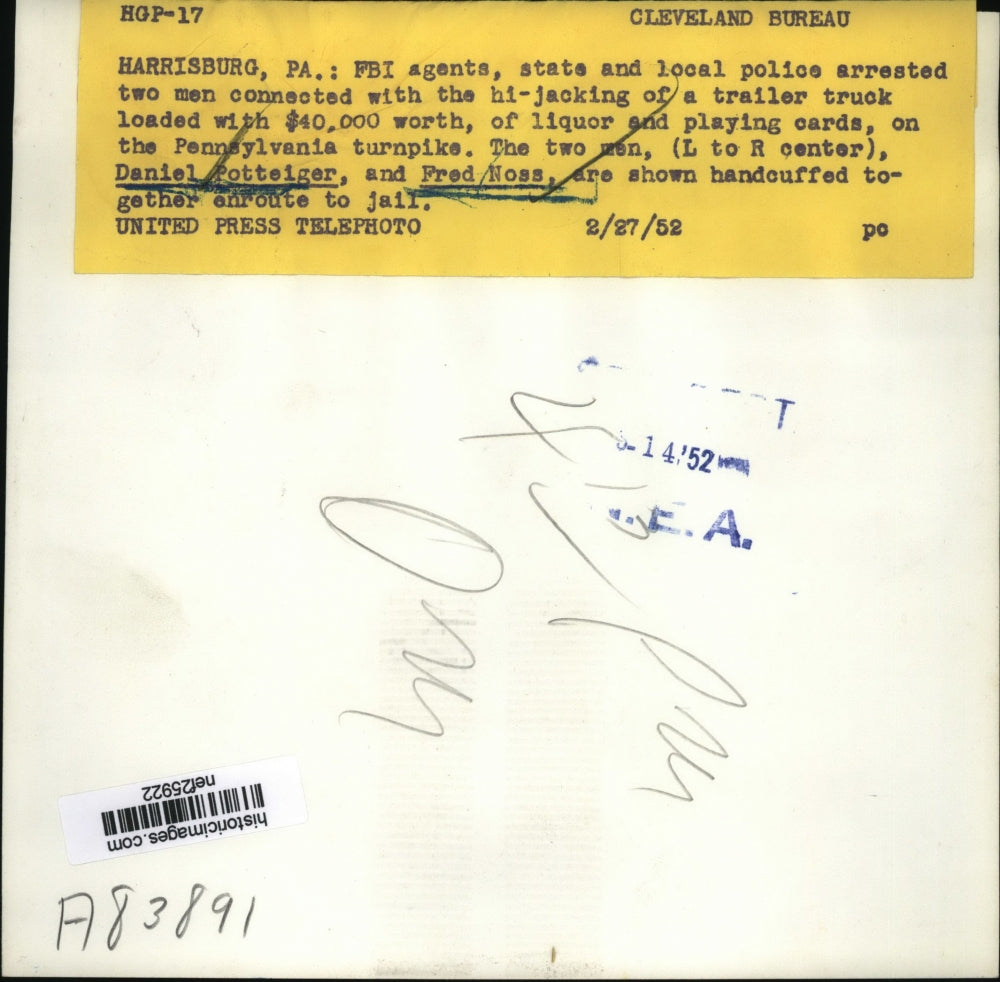 HGP-17 CLEVELAND BUREAU
HARRISBURG, PA.: FBI agents, state and local police arrested
two men connected with the hi-jacking of a trailer truck
loaded with $40,000 worth, of liquor and playing cards, on
the Pennsylvania turnpike. The two men, (L to R center),
Daniel Potteiger, and Fred Noss, are shown handcuffed to-
gether enroute to jail.
UNITED PRESS TELEPHOTO 2/27/52 pc
T
-14.'52
.E.A.
historicimages.com
nef25922
A83891